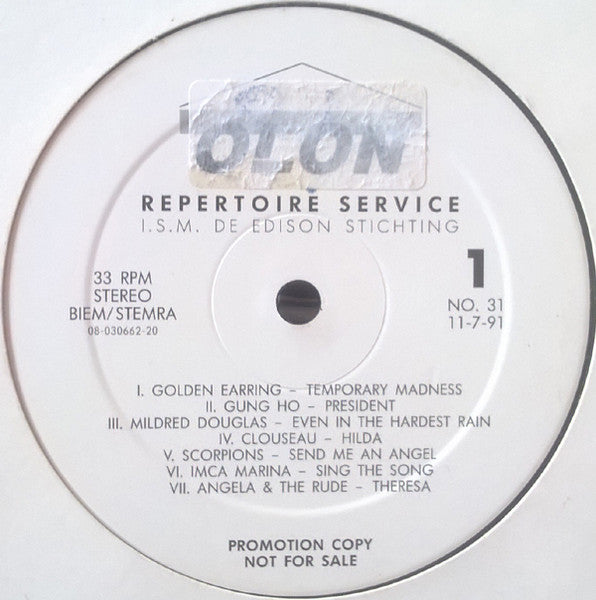 OLON
REPERTOIRE SERVICE
I.S.M. DE EDISON STICHTING
33 RPM
STEREO
BIEM/STEMRA
08-030662-20
1
NO. 31
11-7-91
I. GOLDEN EARRING – TEMPORARY MADNESS
II. GUNG HO – PRESIDENT
III. MILDRED DOUGLAS – EVEN IN THE HARDEST RAIN
IV. CLOUSEAU – HILDA
V. SCORPIONS – SEND ME AN ANGEL
VI. IMCA MARINA – SING THE SONG
VII. ANGELA & THE RUDE – THERESA
PROMOTION COPY
NOT FOR SALE